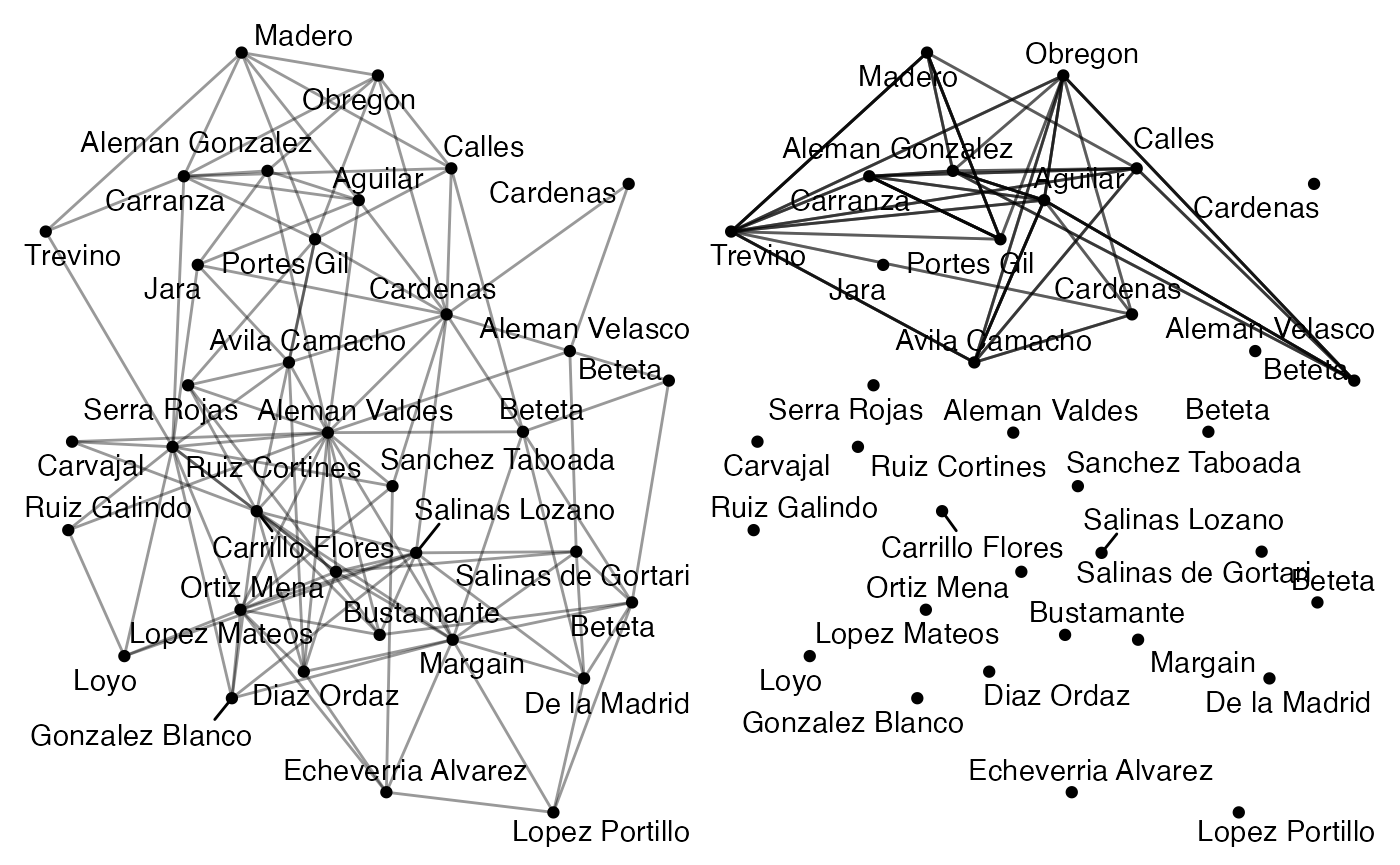 Madero
Obregon
Aleman Gonzalez
Calles
Aguilar
Cardenas
Carranza
Trevino
Portes Gil
Jara
Cardenas
Aleman Velasco
Avila Camacho
Beteta
Serra Rojas
Aleman Valdes
Beteta
Carvajal
Ruiz Cortines
Sanchez Taboada
Ruiz Galindo
Salinas Lozano
Carrillo Flores
Salinas de Gortari
Ortiz Mena
Bustamante
Lopez Mateos
Beteta
Margain
Loyo
Diaz Ordaz
De la Madrid
Gonzalez Blanco
Echeverria Alvarez
Lopez Portillo
Obregon
Madero
Calles
Aleman Gonzalez
Aguilar
Carranza
Cardenas
Trevino
Portes Gil
Jara
Cardenas
Aleman Velasco
Avila Camacho
Beteta
Serra Rojas
Aleman Valdes
Beteta
Carvajal
Ruiz Cortines
Sanchez Taboada
Ruiz Galindo
Salinas Lozano
Carrillo Flores
Salinas de Gortari
Beteta
Ortiz Mena
Bustamante
Lopez Mateos
Margain
Loyo
Diaz Ordaz
De la Madrid
Gonzalez Blanco
Echeverria Alvarez
Lopez Portillo